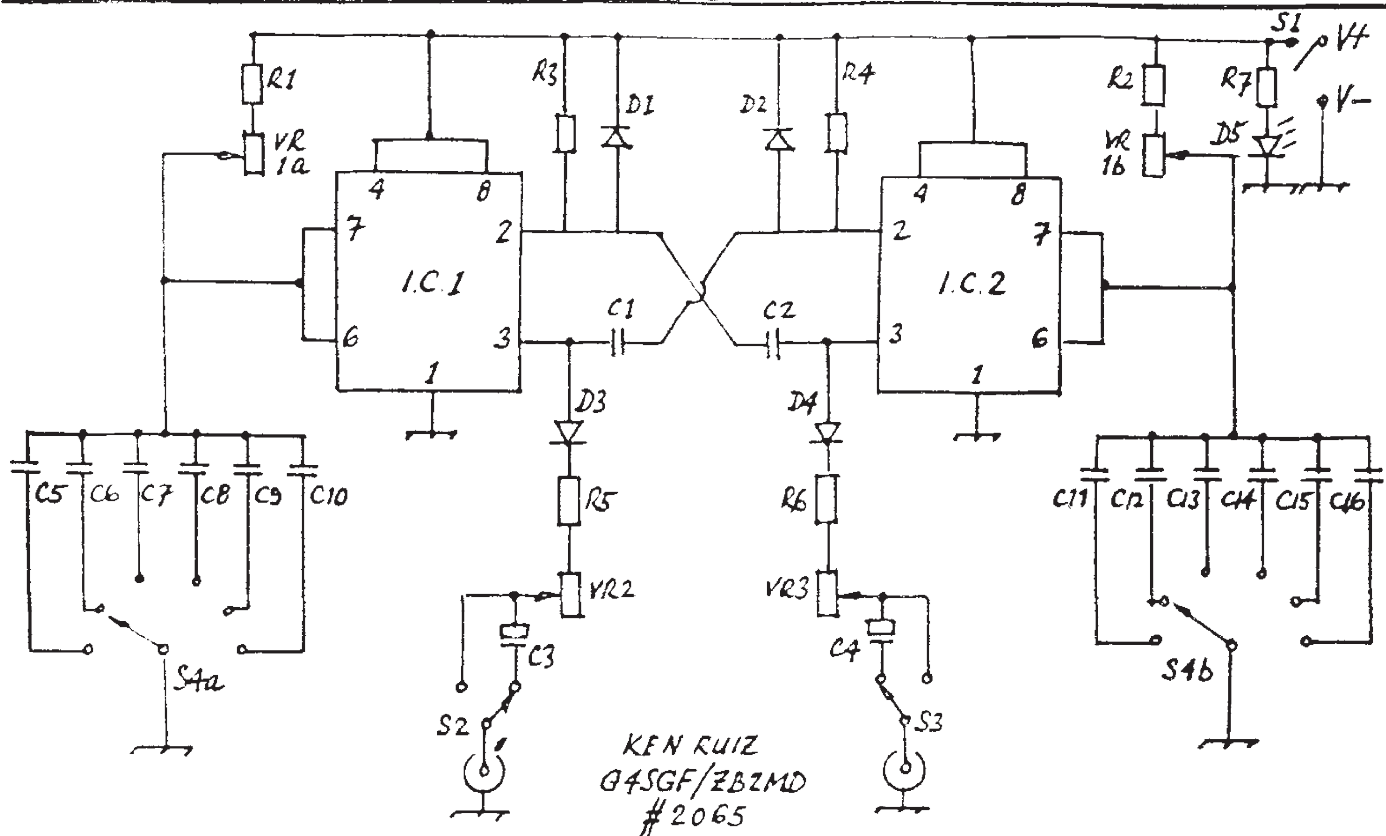 S1
V+
R1
R3
D1
D2
R4
R2
R7
V-
VR
1a
VR
1b
D5
4
8
4
8
7
2
2
7
I.C.1
I.C.2
C1
C2
6
3
3
6
1
1
D3
D4
C5
C6
C7
C8
C9
C10
R5
R6
C11
C12
C13
C14
C15
C16
VR2
VR3
C3
C4
S4a
S4b
S2
S3
KEN RUIZ
G4SGF/ZB2MD
#2065